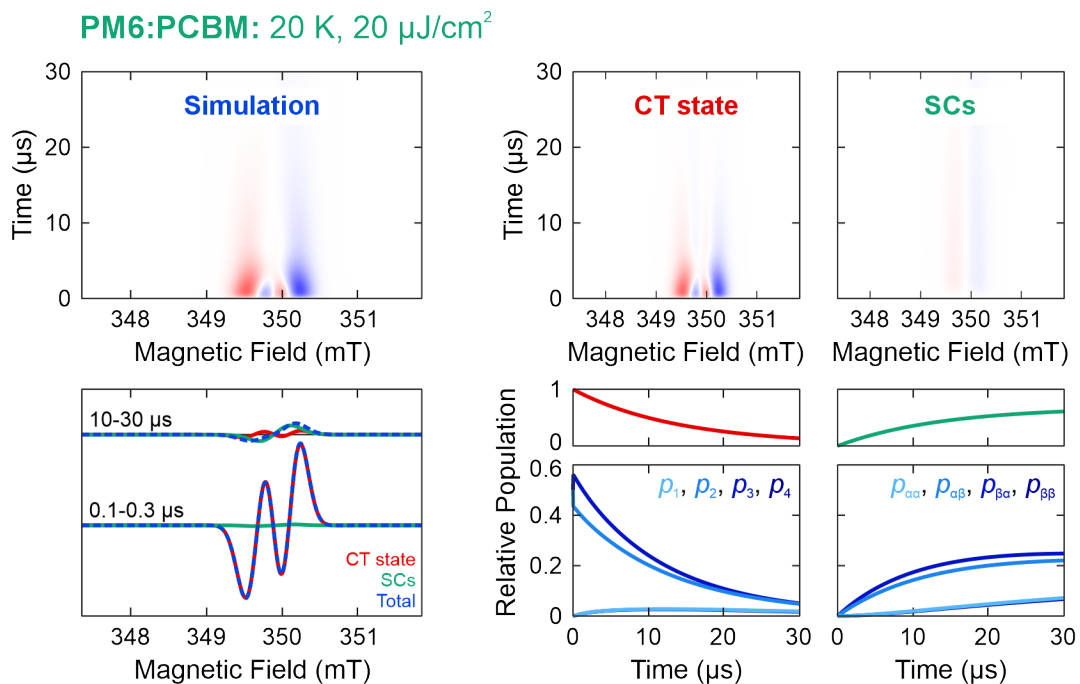 PM6:PCBM: 20 K, 20 µJ/cm²
30
20
10
0
Time (µs)
Simulation
348 349 350 351
Magnetic Field (mT)
30
20
10
0
Time (µs)
CT state
348 349 350 351
Magnetic Field (mT)
SCs
348 349 350 351
Magnetic Field (mT)
10-30 µs
0.1-0.3 µs
CT state
SCs
Total
348 349 350 351
Magnetic Field (mT)
Relative Population
1
0
0.6
0.4
0.2
0
p₁, p₂, p₃, p₄
0 10 20 30
Time (µs)
pαα, pαβ, pβα, pββ
0 10 20 30
Time (µs)